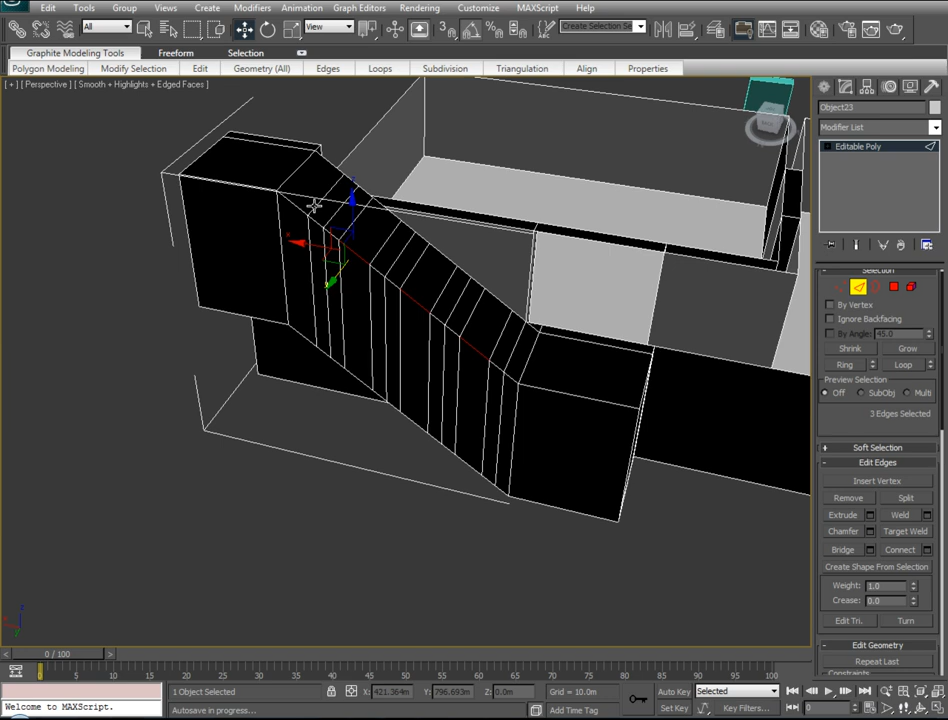 Edit Tools Group Views Create Modifiers Animation Graph Editors Rendering Customize MAXScript Help
All View Create Selection Se
Graphite Modeling Tools Freeform Selection
Polygon Modeling Modify Selection Edit Geometry (All) Edges Loops Subdivision Triangulation Align Properties
[ + ] [ Perspective ] [ Smooth + Highlights + Edged Faces ]
Object23
Modifier List
Editable Poly
Selection
By Vertex
Ignore Backfacing
By Angle: 45.0
Shrink Grow
Ring Loop
Preview Selection
Off SubObj Multi
3 Edges Selected
+ Soft Selection
- Edit Edges
Insert Vertex
Remove Split
Extrude Weld
Chamfer Target Weld
Bridge Connect
Create Shape From Selection
Weight: 1.0
Crease: 0.0
Edit Tri. Turn
- Edit Geometry
Repeat Last
Constraints
< 0 / 100 >
0 5 10 15 20 25 30 35 40 45 50 55 60 65 70 75 80 85 90 95 100
1 Object Selected X: 421.364m Y: 796.693m Z: 0.0m Grid = 10.0m Auto Key Selected
Welcome to MAXScript. Autosave in progress... Add Time Tag Set Key Key Filters... 0